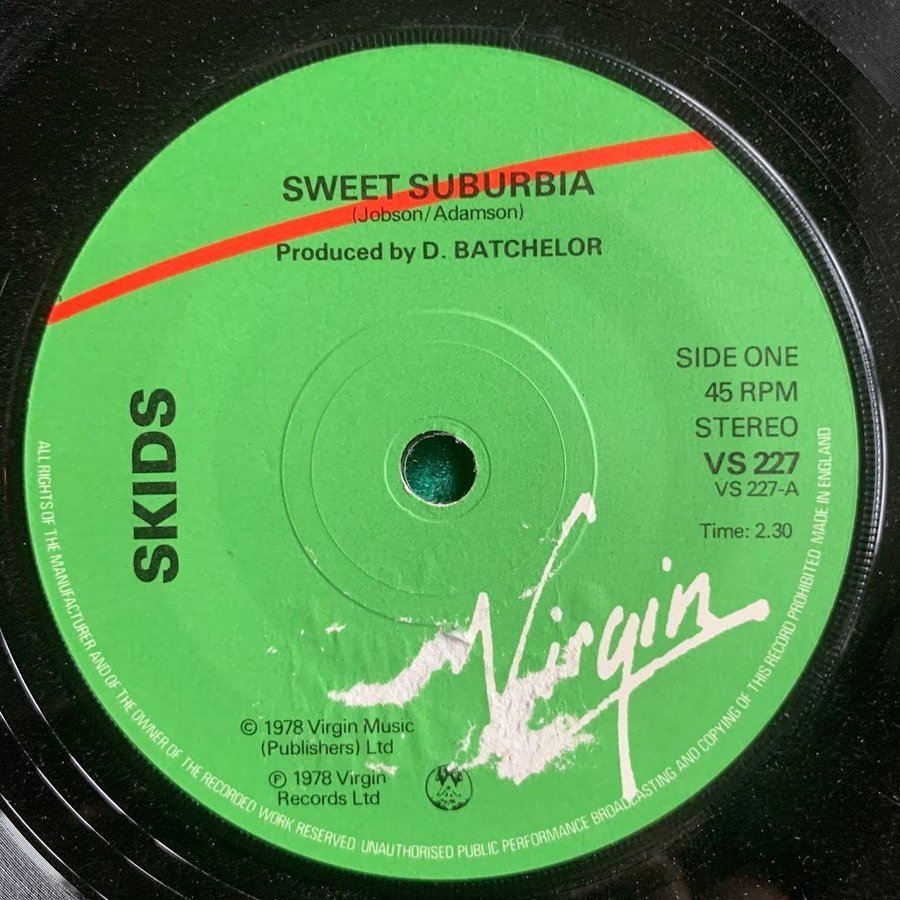 SWEET SUBURBIA
(Jobson/Adamson)
Produced by D. BATCHELOR
SKIDS
SIDE ONE
45 RPM
STEREO
VS 227
VS 227-A
Time: 2.30
Virgin
© 1978 Virgin Music
(Publishers) Ltd
℗ 1978 Virgin
Records Ltd
ALL RIGHTS OF THE MANUFACTURER AND OF THE OWNER OF THE RECORDED WORK RESERVED UNAUTHORISED PUBLIC PERFORMANCE BROADCASTING AND COPYING OF THIS RECORD PROHIBITED MADE IN ENGLAND